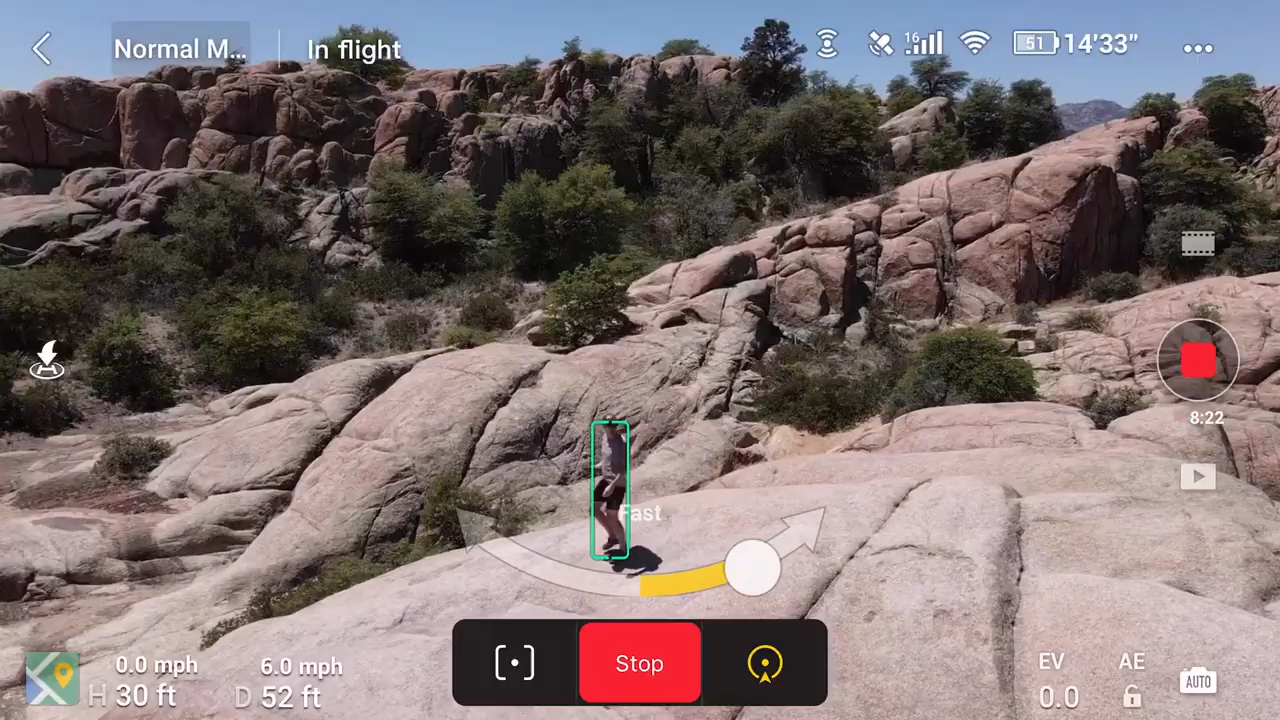 Normal M... In flight 16 51 14'33"
8:22
Fast
Stop
0.0 mph 6.0 mph
H 30 ft D 52 ft
EV AE
0.0 AUTO